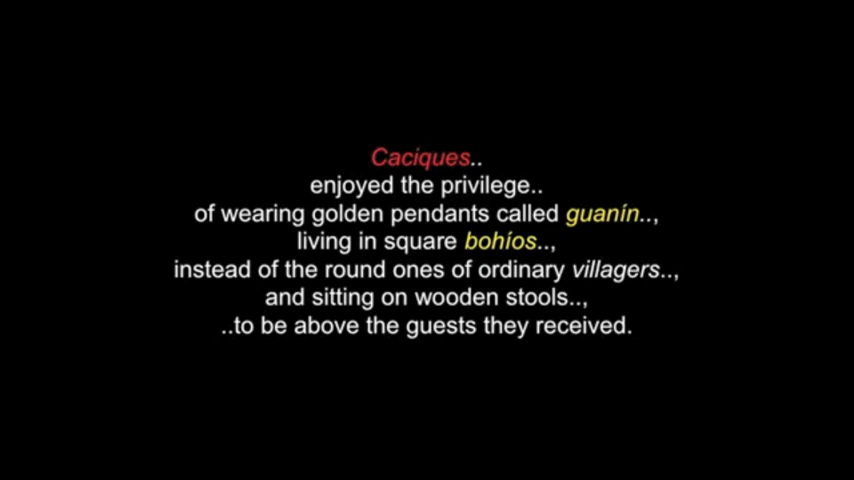 Caciques..
enjoyed the privilege..
of wearing golden pendants called guanín..,
living in square bohíos..,
instead of the round ones of ordinary villagers..,
and sitting on wooden stools..,
..to be above the guests they received.